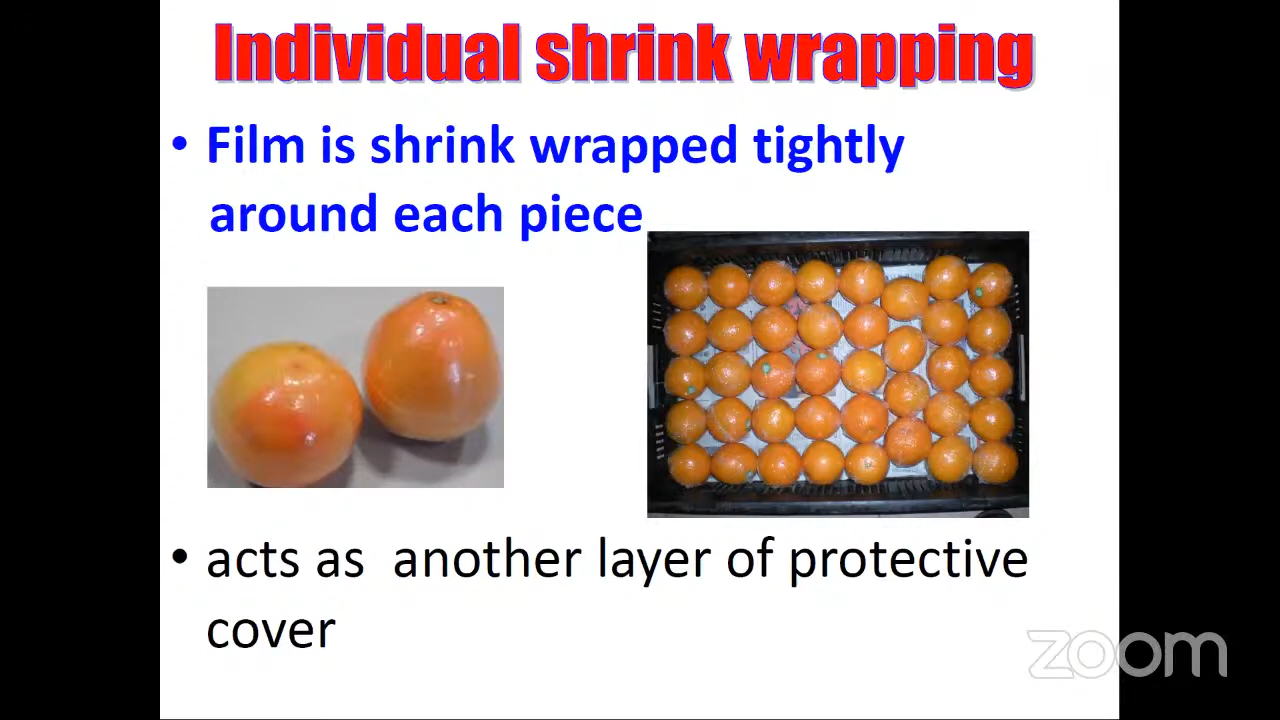 Individual shrink wrapping
• Film is shrink wrapped tightly
around each piece
• acts as another layer of protective
cover
zoom